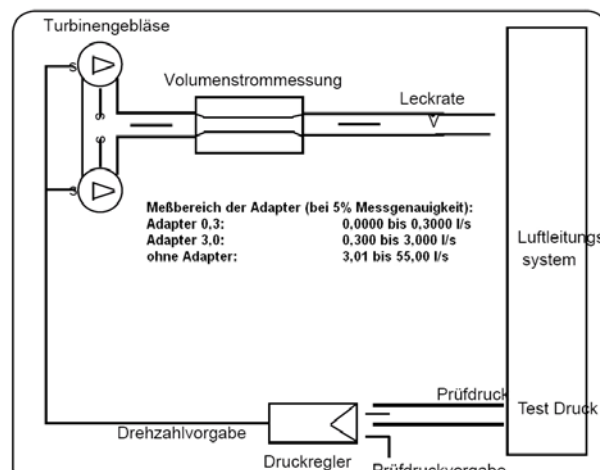 Turbinengebläse
Volumenstrommessung
Leckrate
S
S
S
S
V
Meßbereich der Adapter (bei 5% Messgenauigkeit):
Adapter 0,3: 0,0000 bis 0,3000 l/s
Adapter 3,0: 0,300 bis 3,000 l/s
ohne Adapter: 3,01 bis 55,00 l/s
Luftleitungs
system
Prüfdruck
Test Druck
Drehzahlvorgabe
Druckregler
Prüfdruckvorgabe